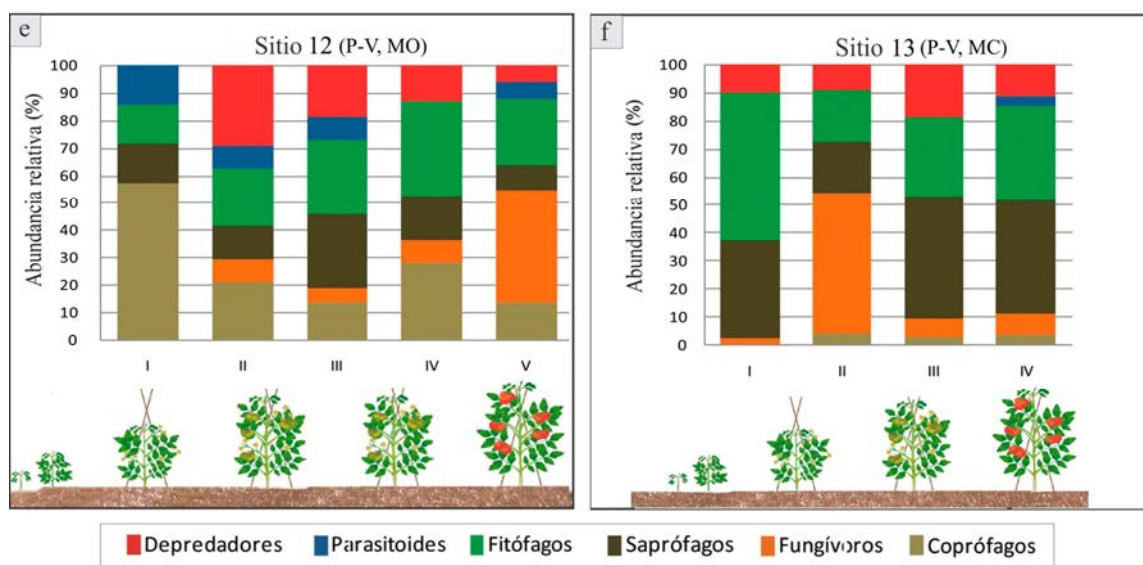 e
Sitio 12 (P-V, MO)
Abundancia relativa (%)
100
90
80
70
60
50
40
30
20
10
0
I II III IV V
f
Sitio 13 (P-V, MC)
Abundancia relativa (%)
100
90
80
70
60
50
40
30
20
10
0
I II III IV
Depredadores Parasitoides Fitófagos Saprófagos Fungívoros Coprófagos